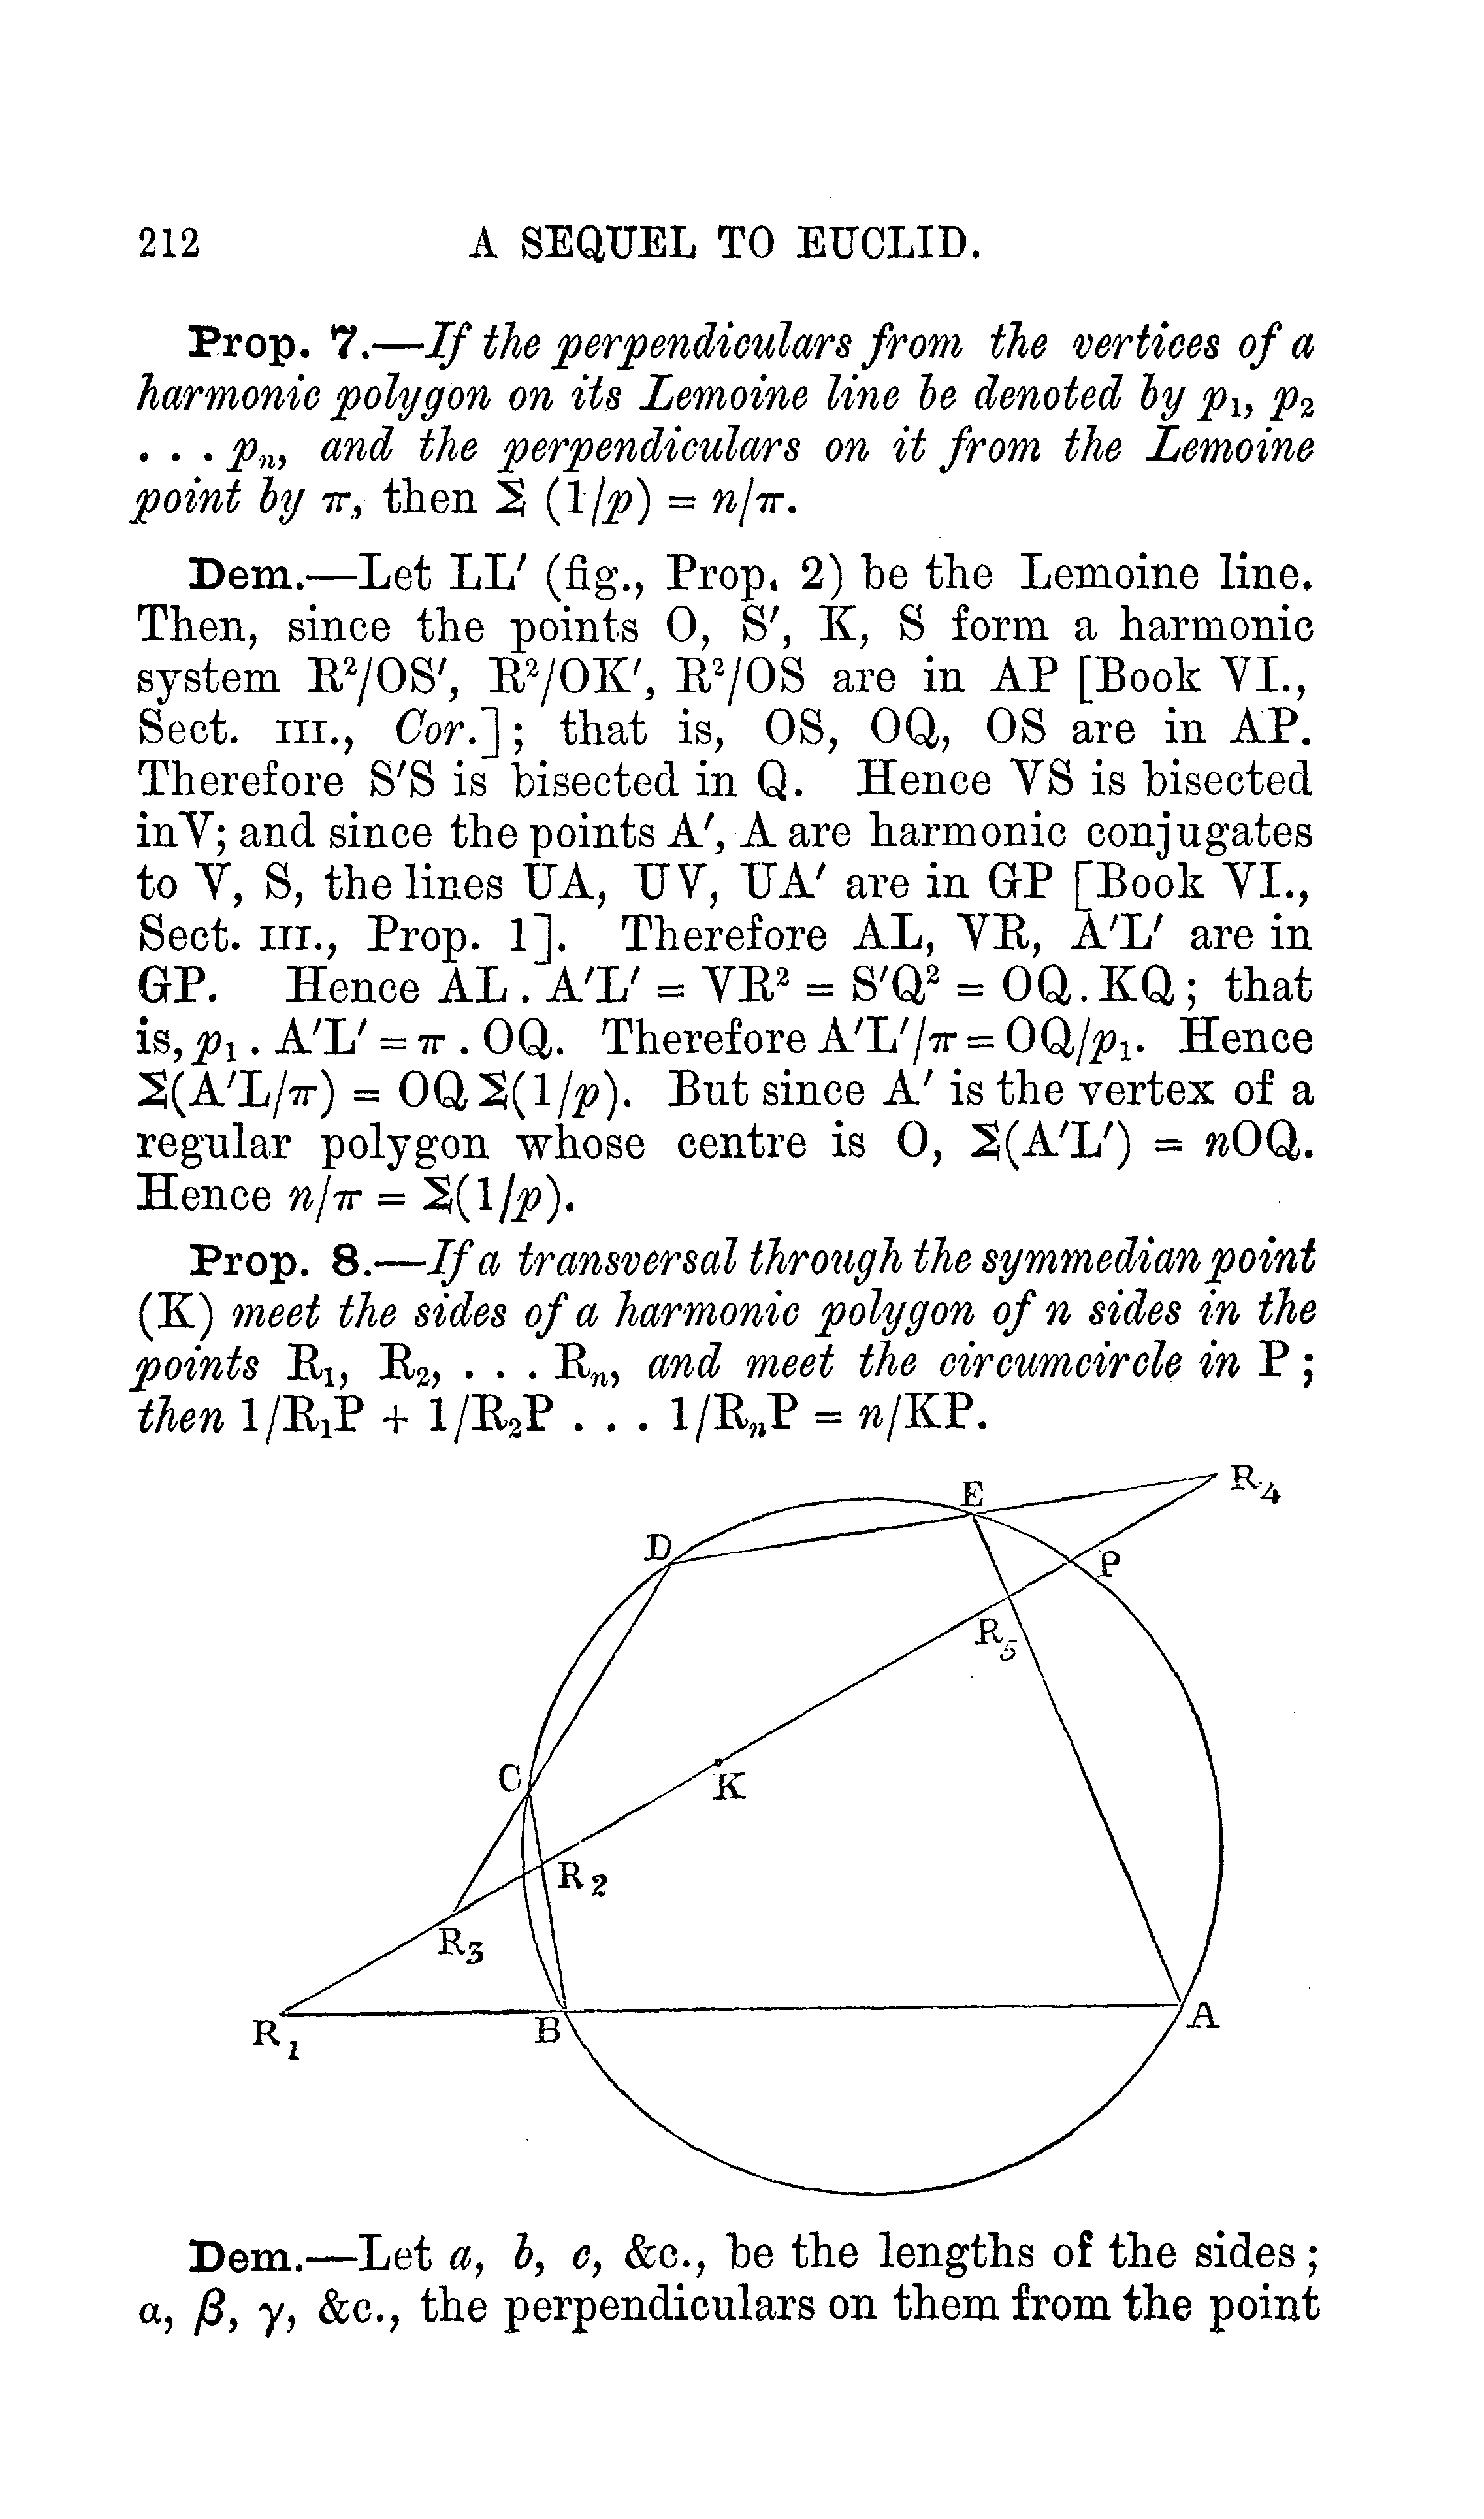 212 A SEQUEL TO EUCLID.
Prop. 7.—If the perpendiculars from the vertices of a
harmonic polygon on its Lemoine line be denoted by p₁, p₂
. . . pₙ, and the perpendiculars on it from the Lemoine
point by π, then Σ (1/p) = n/π.
Dem.—Let LL′ (fig., Prop. 2) be the Lemoine line.
Then, since the points O, S′, K, S form a harmonic
system R²/OS′, R²/OK′, R²/OS are in AP [Book VI.,
Sect. III., Cor.]; that is, OS, OQ, OS are in AP.
Therefore S′S is bisected in Q. Hence VS is bisected
in V; and since the points A′, A are harmonic conjugates
to V, S, the lines UA, UV, UA′ are in GP [Book VI.,
Sect. III., Prop. 1]. Therefore AL, VR, A′L′ are in
GP. Hence AL . A′L′ = VR² = S′Q² = OQ . KQ; that
is, p₁ . A′L′ = π . OQ. Therefore A′L′/π = OQ/p₁. Hence
Σ(A′L/π) = OQ Σ(1/p). But since A′ is the vertex of a
regular polygon whose centre is O, Σ(A′L′) = nOQ.
Hence n/π = Σ(1/p).
Prop. 8.—If a transversal through the symmedian point
(K) meet the sides of a harmonic polygon of n sides in the
points R₁, R₂, . . . Rₙ, and meet the circumcircle in P;
then 1/R₁P + 1/R₂P . . . 1/RₙP = n/KP.
R₄
E
D
P
R₅
C
K
R₂
R₃
R₁
B
A
Dem.—Let a, b, c, &c., be the lengths of the sides;
α, β, γ, &c., the perpendiculars on them from the point